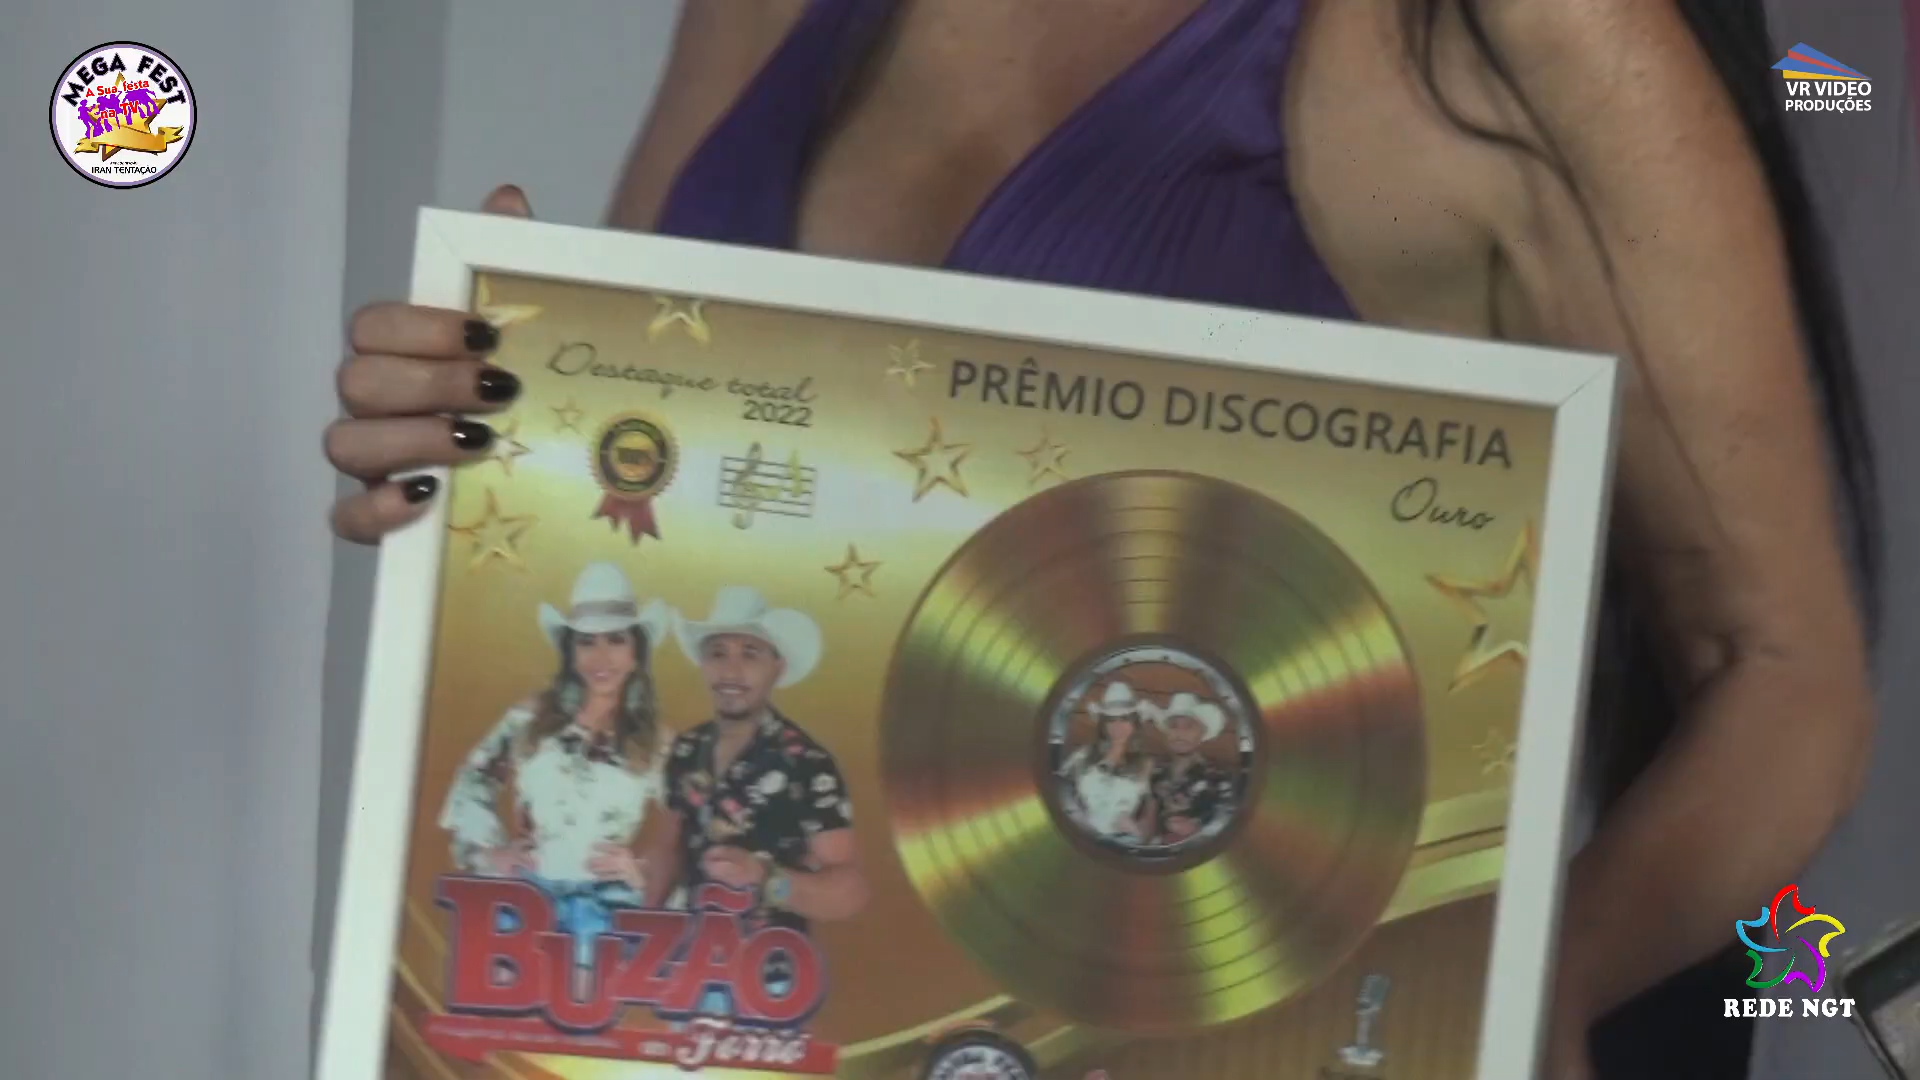 MEGA FEST
A Sua festa
na TV
IRAN TENTAÇÃO
VR VIDEO
PRODUÇÕES
Destaque total
2022
PRÊMIO DISCOGRAFIA
Ouro
BUZÃO
do Forró
REDE NGT